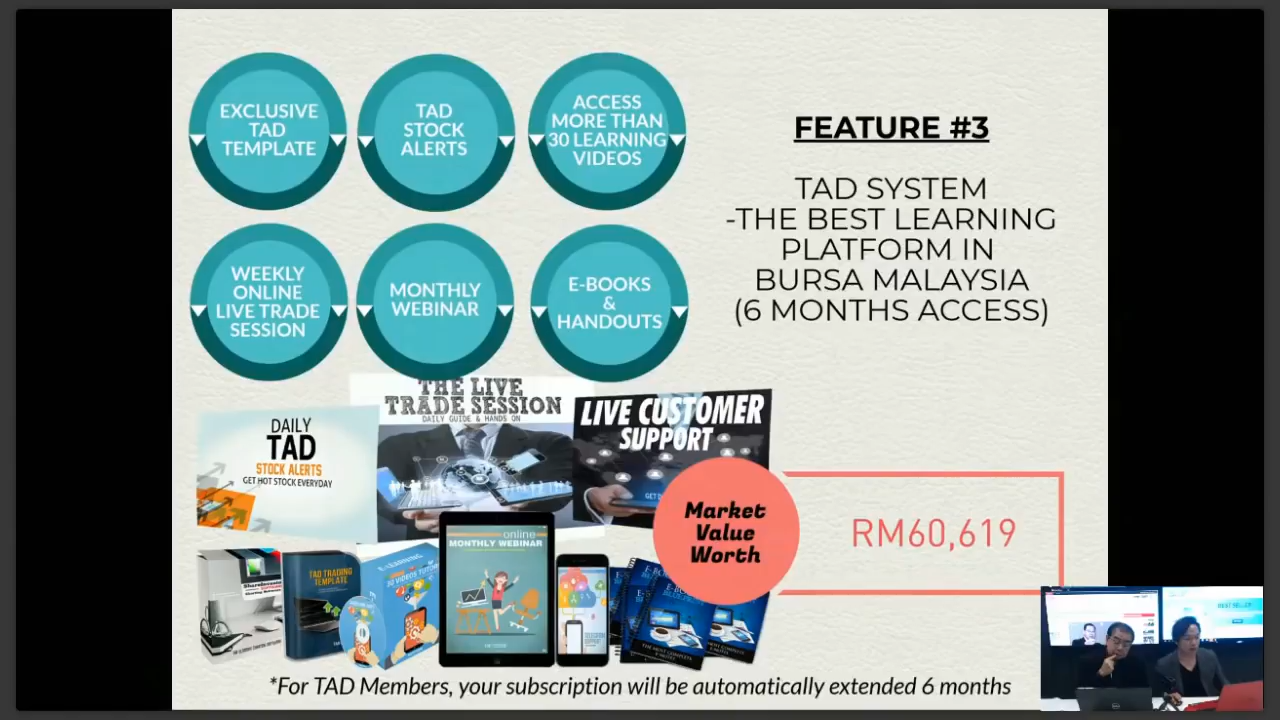 EXCLUSIVE
TAD
TEMPLATE
TAD
STOCK
ALERTS
ACCESS
MORE THAN
30 LEARNING
VIDEOS
WEEKLY
ONLINE
LIVE TRADE
SESSION
MONTHLY
WEBINAR
E-BOOKS
&
HANDOUTS
FEATURE #3
TAD SYSTEM
-THE BEST LEARNING
PLATFORM IN
BURSA MALAYSIA
(6 MONTHS ACCESS)
DAILY
TAD
STOCK ALERTS
GET HOT STOCK EVERYDAY
THE LIVE
TRADE SESSION
DAILY GUIDE & HANDS ON
LIVE CUSTOMER
SUPPORT
Market
Value
Worth
RM60,619
TAD TRADING
TEMPLATE
online
MONTHLY WEBINAR
BEST SELLER
*For TAD Members, your subscription will be automatically extended 6 months